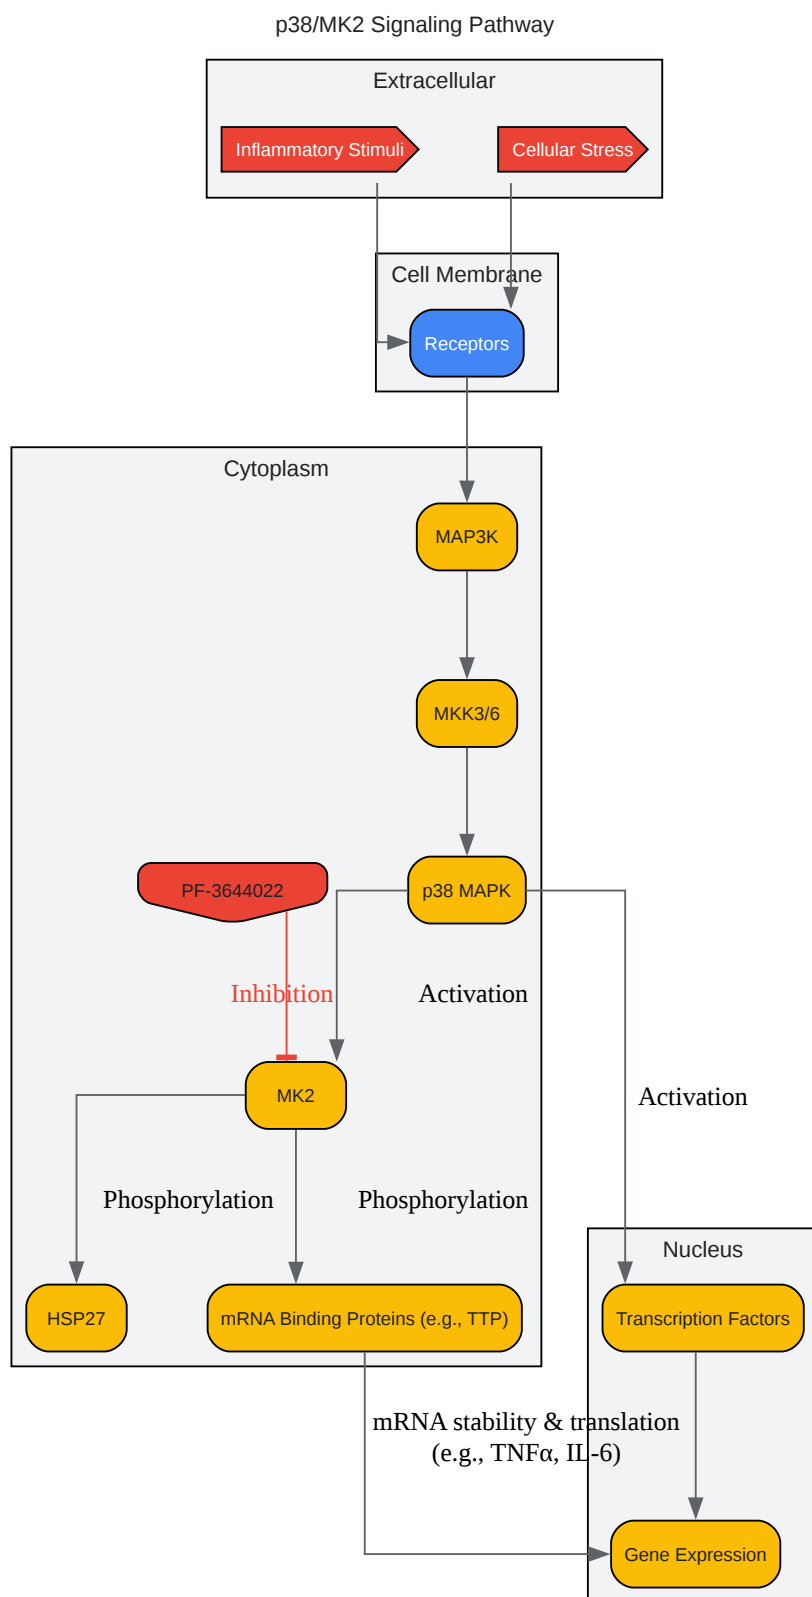 p38/MK2 Signaling Pathway
Extracellular
Inflammatory Stimuli
Cellular Stress
Cell Membrane
Receptors
Cytoplasm
MAP3K
MKK3/6
PF-3644022
p38 MAPK
Inhibition
Activation
MK2
Activation
Phosphorylation
Phosphorylation
Nucleus
HSP27
mRNA Binding Proteins (e.g., TTP)
Transcription Factors
mRNA stability & translation
(e.g., TNFα, IL-6)
Gene Expression